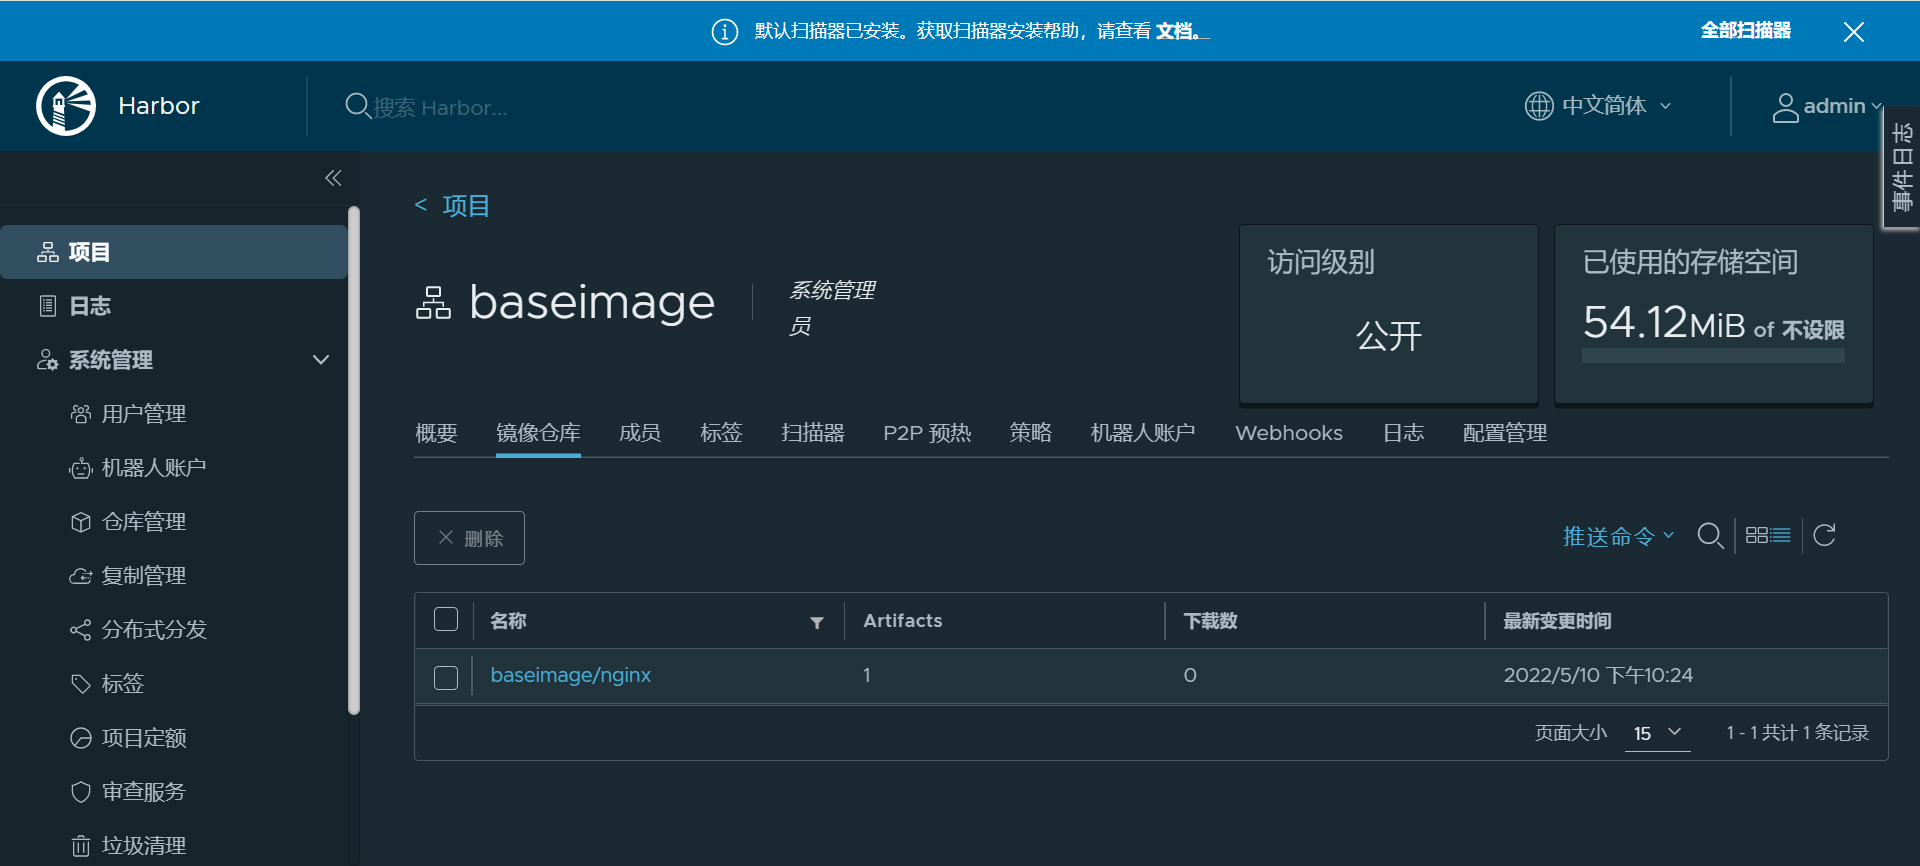 默认扫描器已安装。获取扫描器安装帮助，请查看 文档。
全部扫描器
Harbor
搜索 Harbor...
中文简体
admin
事件日志
项目
日志
系统管理
用户管理
机器人账户
仓库管理
复制管理
分布式分发
标签
项目定额
审查服务
垃圾清理
< 项目
baseimage
系统管理
员
访问级别
公开
已使用的存储空间
54.12MiB of 不设限
概要 镜像仓库 成员 标签 扫描器 P2P 预热 策略 机器人账户 Webhooks 日志 配置管理
删除
推送命令
名称 Artifacts 下载数 最新变更时间
baseimage/nginx 1 0 2022/5/10 下午10:24
页面大小 15 1 - 1 共计 1 条记录